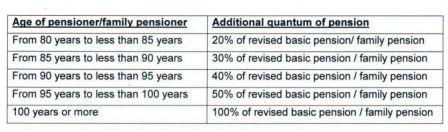 Age of pensioner/family pensioner Additional quantum of pension
From 80 years to less than 85 years 20% of revised basic pension/ family pension
From 85 years to less than 90 years 30% of revised basic pension / family pension
From 90 years to less than 95 years 40% of revised basic pension / family pension
From 95 years to less than 100 years 50% of revised basic pension / family pension
100 years or more 100% of revised basic pension / family pension